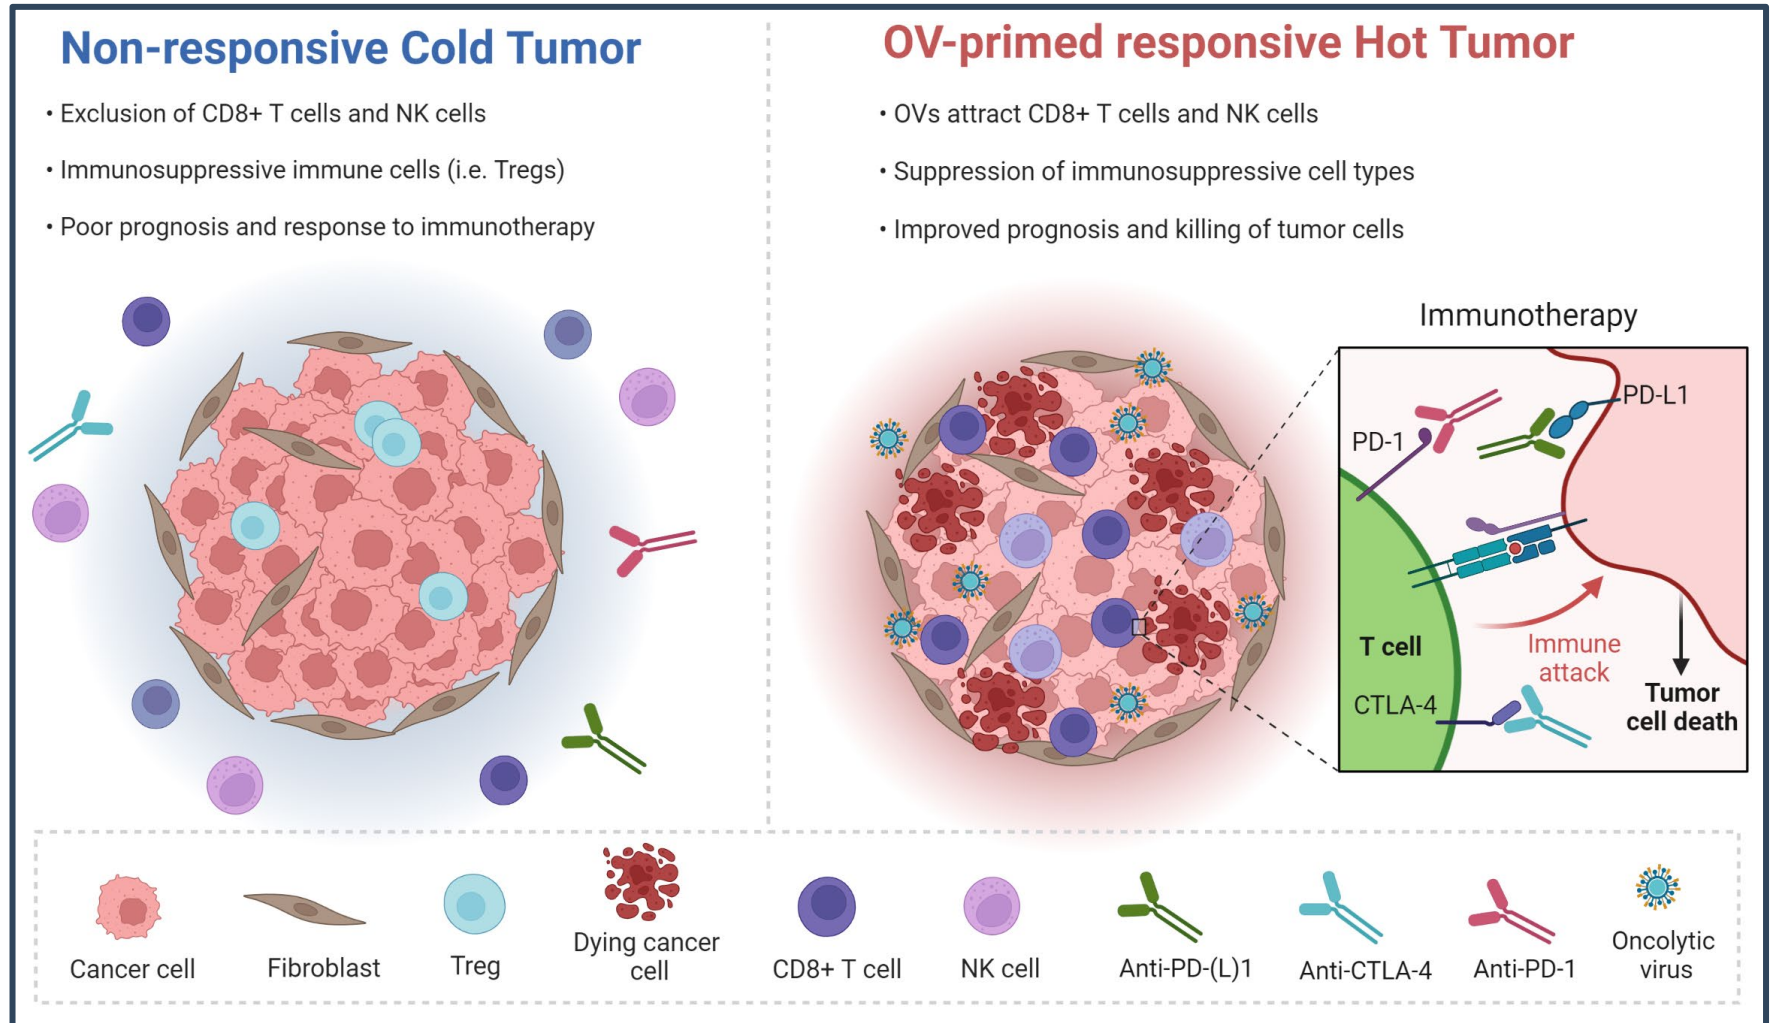 Non-responsive Cold Tumor
• Exclusion of CD8+ T cells and NK cells
• Immunosuppressive immune cells (i.e. Tregs)
• Poor prognosis and response to immunotherapy
OV-primed responsive Hot Tumor
• OVs attract CD8+ T cells and NK cells
• Suppression of immunosuppressive cell types
• Improved prognosis and killing of tumor cells
Immunotherapy
PD-L1
PD-1
T cell
Immune
attack
CTLA-4
Tumor
cell death
Cancer cell
Fibroblast
Treg
Dying cancer
cell
CD8+ T cell
NK cell
Anti-PD-(L)1
Anti-CTLA-4
Anti-PD-1
Oncolytic
virus